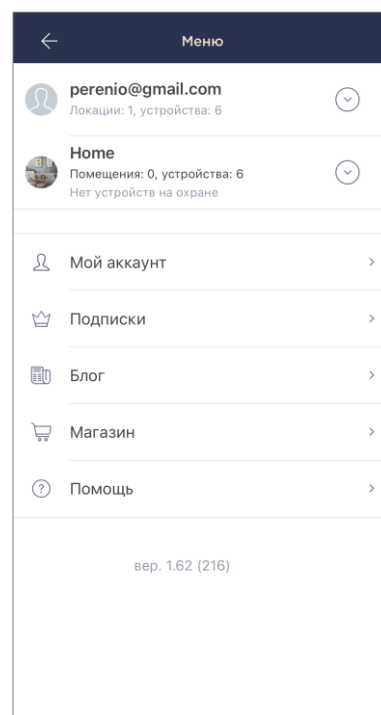 Меню
perenio@gmail.com
Локации: 1, устройства: 6
Home
Помещения: 0, устройства: 6
Нет устройств на охране
Мой аккаунт
Подписки
Блог
Магазин
Помощь
вер. 1.62 (216)